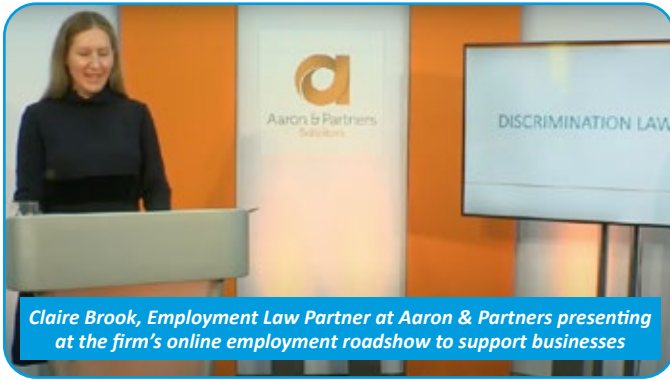 Aaron & Partners
Solicitors
DISCRIMINATION LAW
Claire Brook, Employment Law Partner at Aaron & Partners presenting
at the firm's online employment roadshow to support businesses